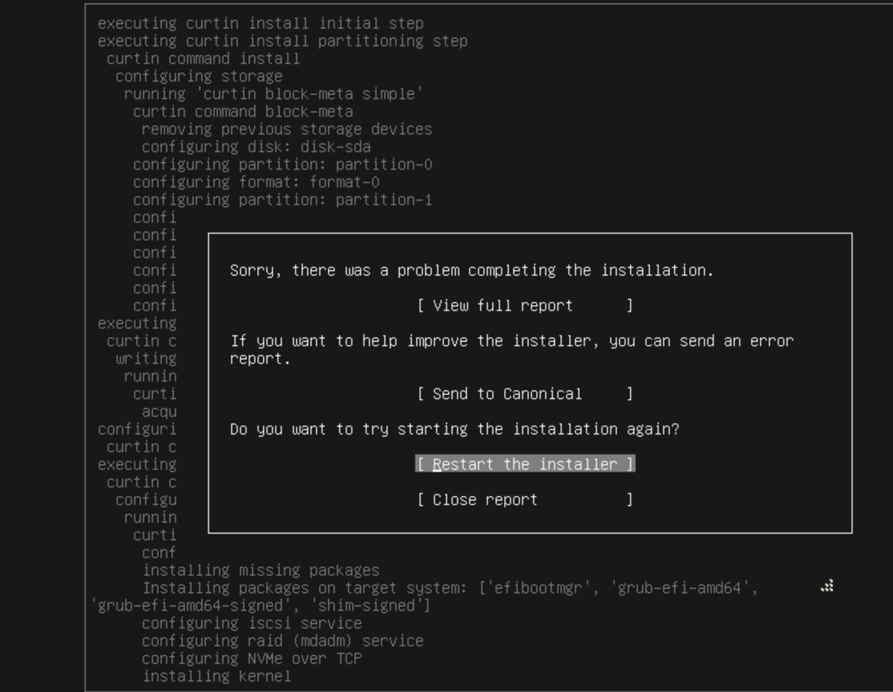 executing curtin install initial step
executing curtin install partitioning step
curtin command install
configuring storage
running 'curtin block-meta simple'
curtin command block-meta
removing previous storage devices
configuring disk: disk-sda
configuring partition: partition-0
configuring format: format-0
configuring partition: partition-1
confi
confi
confi
confi
confi
confi
executing
curtin c
writing
runnin
curti
acqu
configuri
curtin c
executing
curtin c
configu
runnin
curti
conf
Sorry, there was a problem completing the installation.
[ View full report ]
If you want to help improve the installer, you can send an error
report.
[ Send to Canonical ]
Do you want to try starting the installation again?
[ Restart the installer ]
[ Close report ]
installing missing packages
Installing packages on target system: ['efibootmgr', 'grub-efi-amd64',
'grub-efi-amd64-signed', 'shim-signed']
configuring iscsi service
configuring raid (mdadm) service
configuring NVMe over TCP
installing kernel